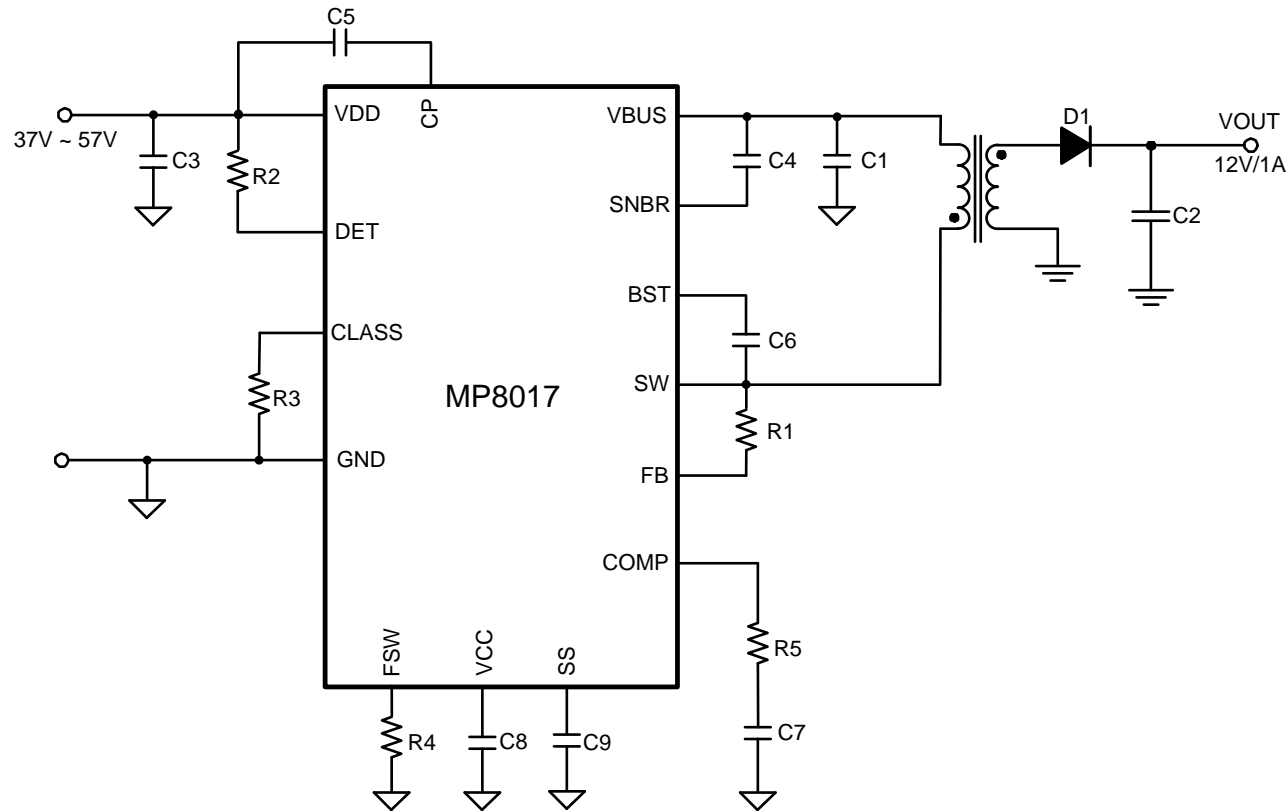 C5
37V ~ 57V
C3
R2
VDD
CP
DET
CLASS
R3
GND
MP8017
VBUS
SNBR
BST
SW
FB
COMP
C4
C1
C6
R1
D1
VOUT
12V/1A
C2
R5
C7
FSW
VCC
SS
R4
C8
C9